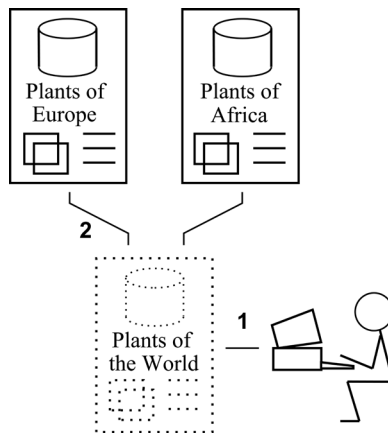 Plants of
Europe
Plants of
Africa
2
Plants of
the World
1